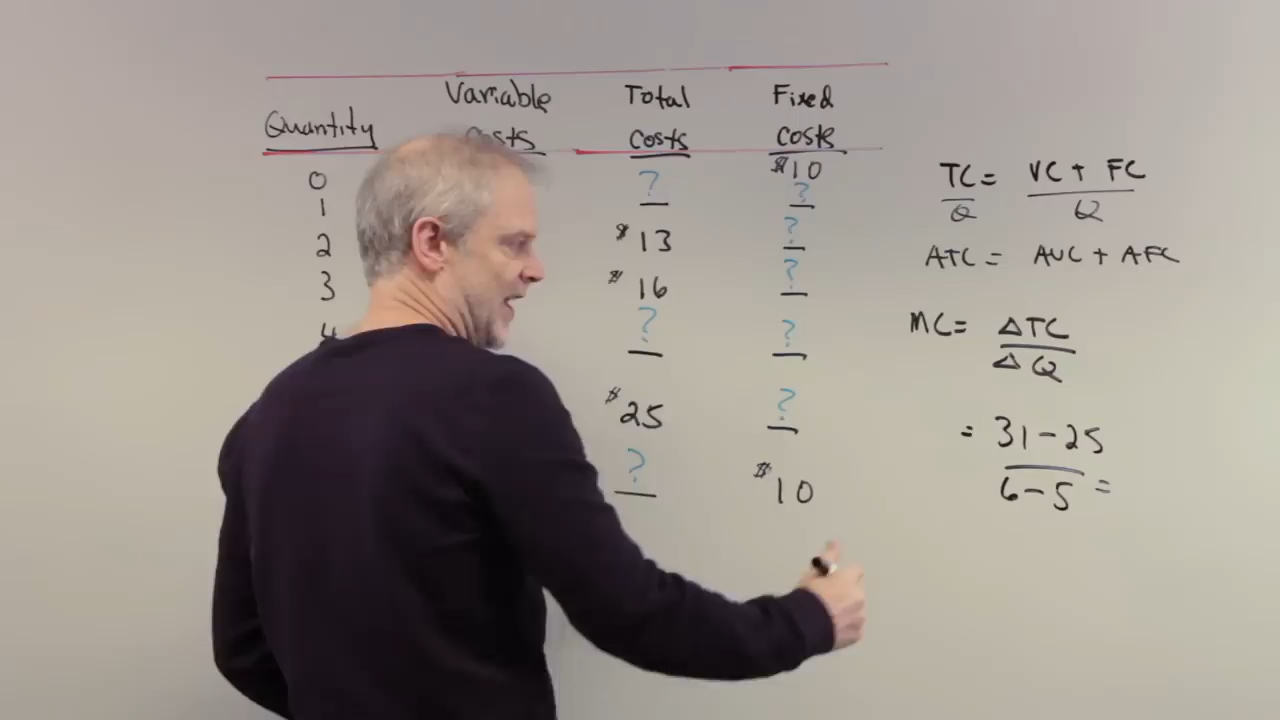 Quantity Variable Costs Total Costs Fixed Costs
0 ? $10
1 ?
2 $13 ?
3 $16 ?
4 ? ?
$25 ?
? $10
TC/Q = VC + FC/Q
ATC = AVC + AFC
MC = ΔTC/ΔQ
= 31-25/6-5 =